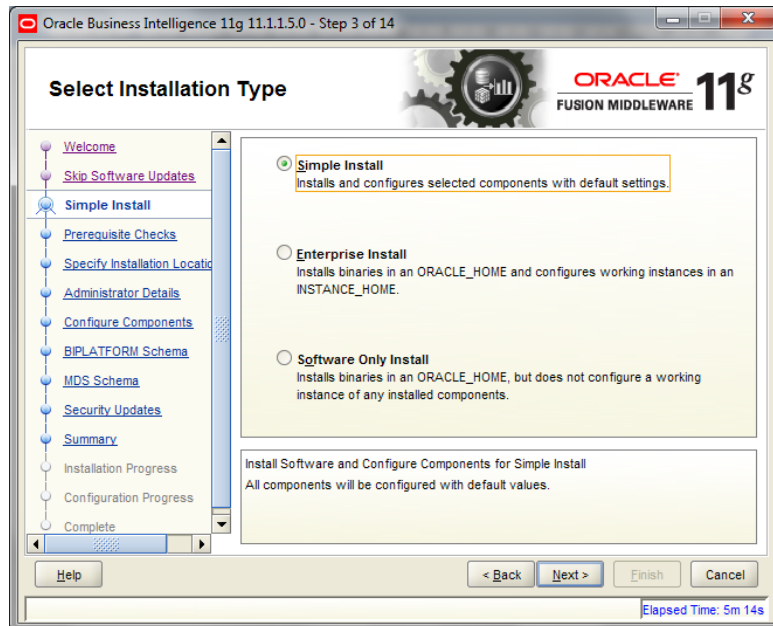 Oracle Business Intelligence 11g 11.1.1.5.0 - Step 3 of 14
Select Installation Type
ORACLE
FUSION MIDDLEWARE
11g
Welcome
Skip Software Updates
Simple Install
Prerequisite Checks
Specify Installation Locatio
Administrator Details
Configure Components
BIPLATFORM Schema
MDS Schema
Security Updates
Summary
Installation Progress
Configuration Progress
Complete
Simple Install
Installs and configures selected components with default settings.
Enterprise Install
Installs binaries in an ORACLE_HOME and configures working instances in an
INSTANCE_HOME.
Software Only Install
Installs binaries in an ORACLE_HOME, but does not configure a working
instance of any installed components.
Install Software and Configure Components for Simple Install
All components will be configured with default values.
Help
< Back
Next >
Finish
Cancel
Elapsed Time: 5m 14s